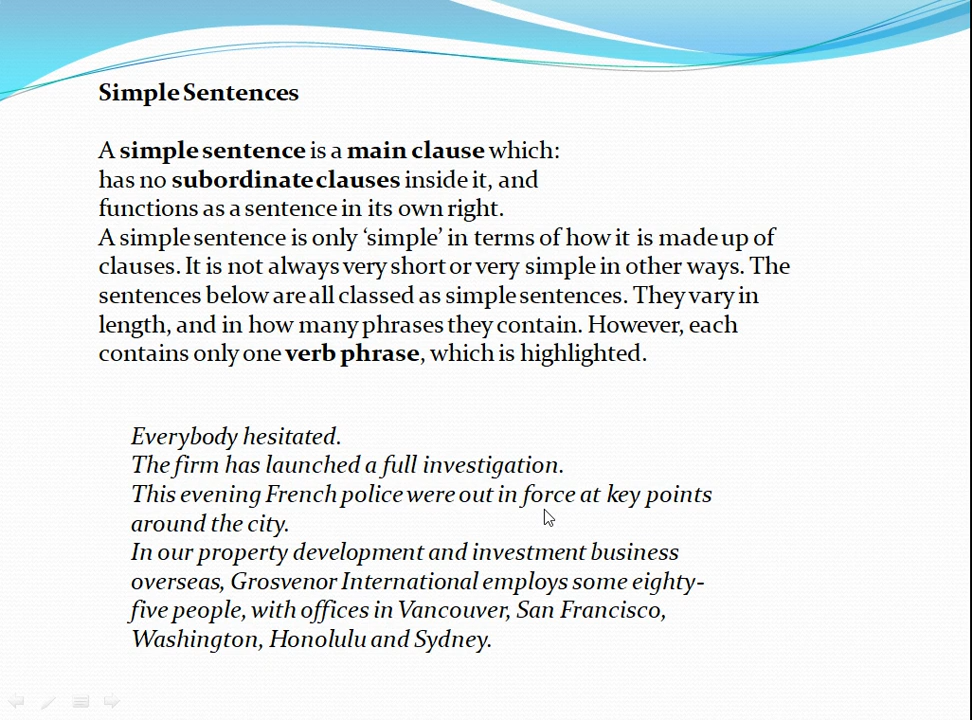 Simple Sentences
A simple sentence is a main clause which:
has no subordinate clauses inside it, and
functions as a sentence in its own right.
A simple sentence is only ‘simple’ in terms of how it is made up of
clauses. It is not always very short or very simple in other ways. The
sentences below are all classed as simple sentences. They vary in
length, and in how many phrases they contain. However, each
contains only one verb phrase, which is highlighted.
Everybody hesitated.
The firm has launched a full investigation.
This evening French police were out in force at key points
around the city.
In our property development and investment business
overseas, Grosvenor International employs some eighty-
five people, with offices in Vancouver, San Francisco,
Washington, Honolulu and Sydney.